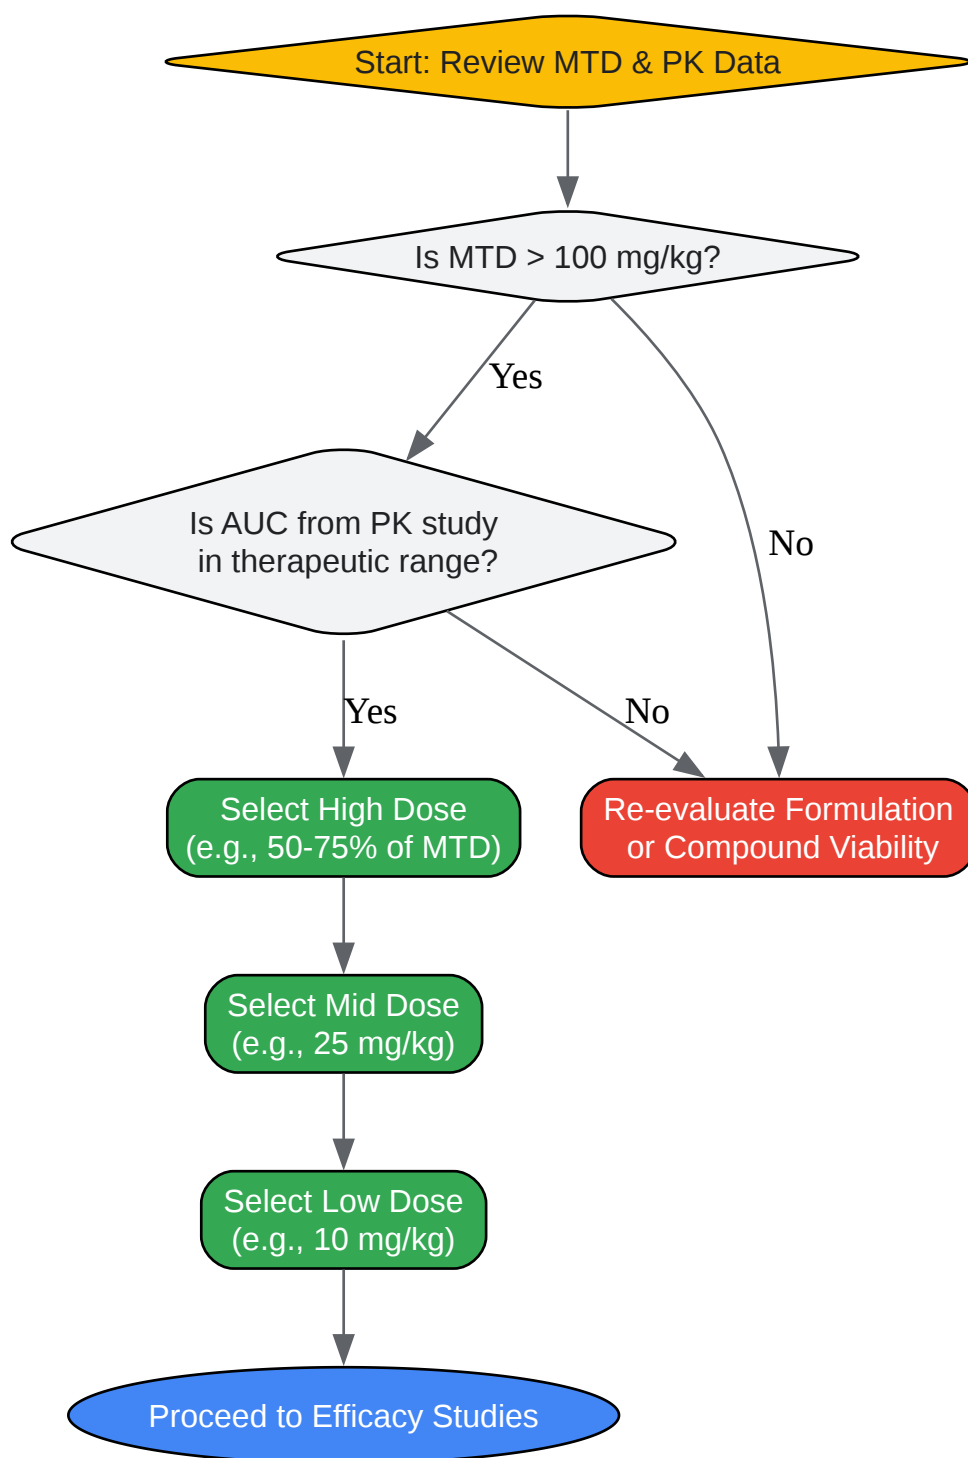 Start: Review MTD & PK Data
Is MTD > 100 mg/kg?
Yes
No
Is AUC from PK study
in therapeutic range?
Yes
No
Select High Dose
(e.g., 50-75% of MTD)
Re-evaluate Formulation
or Compound Viability
Select Mid Dose
(e.g., 25 mg/kg)
Select Low Dose
(e.g., 10 mg/kg)
Proceed to Efficacy Studies